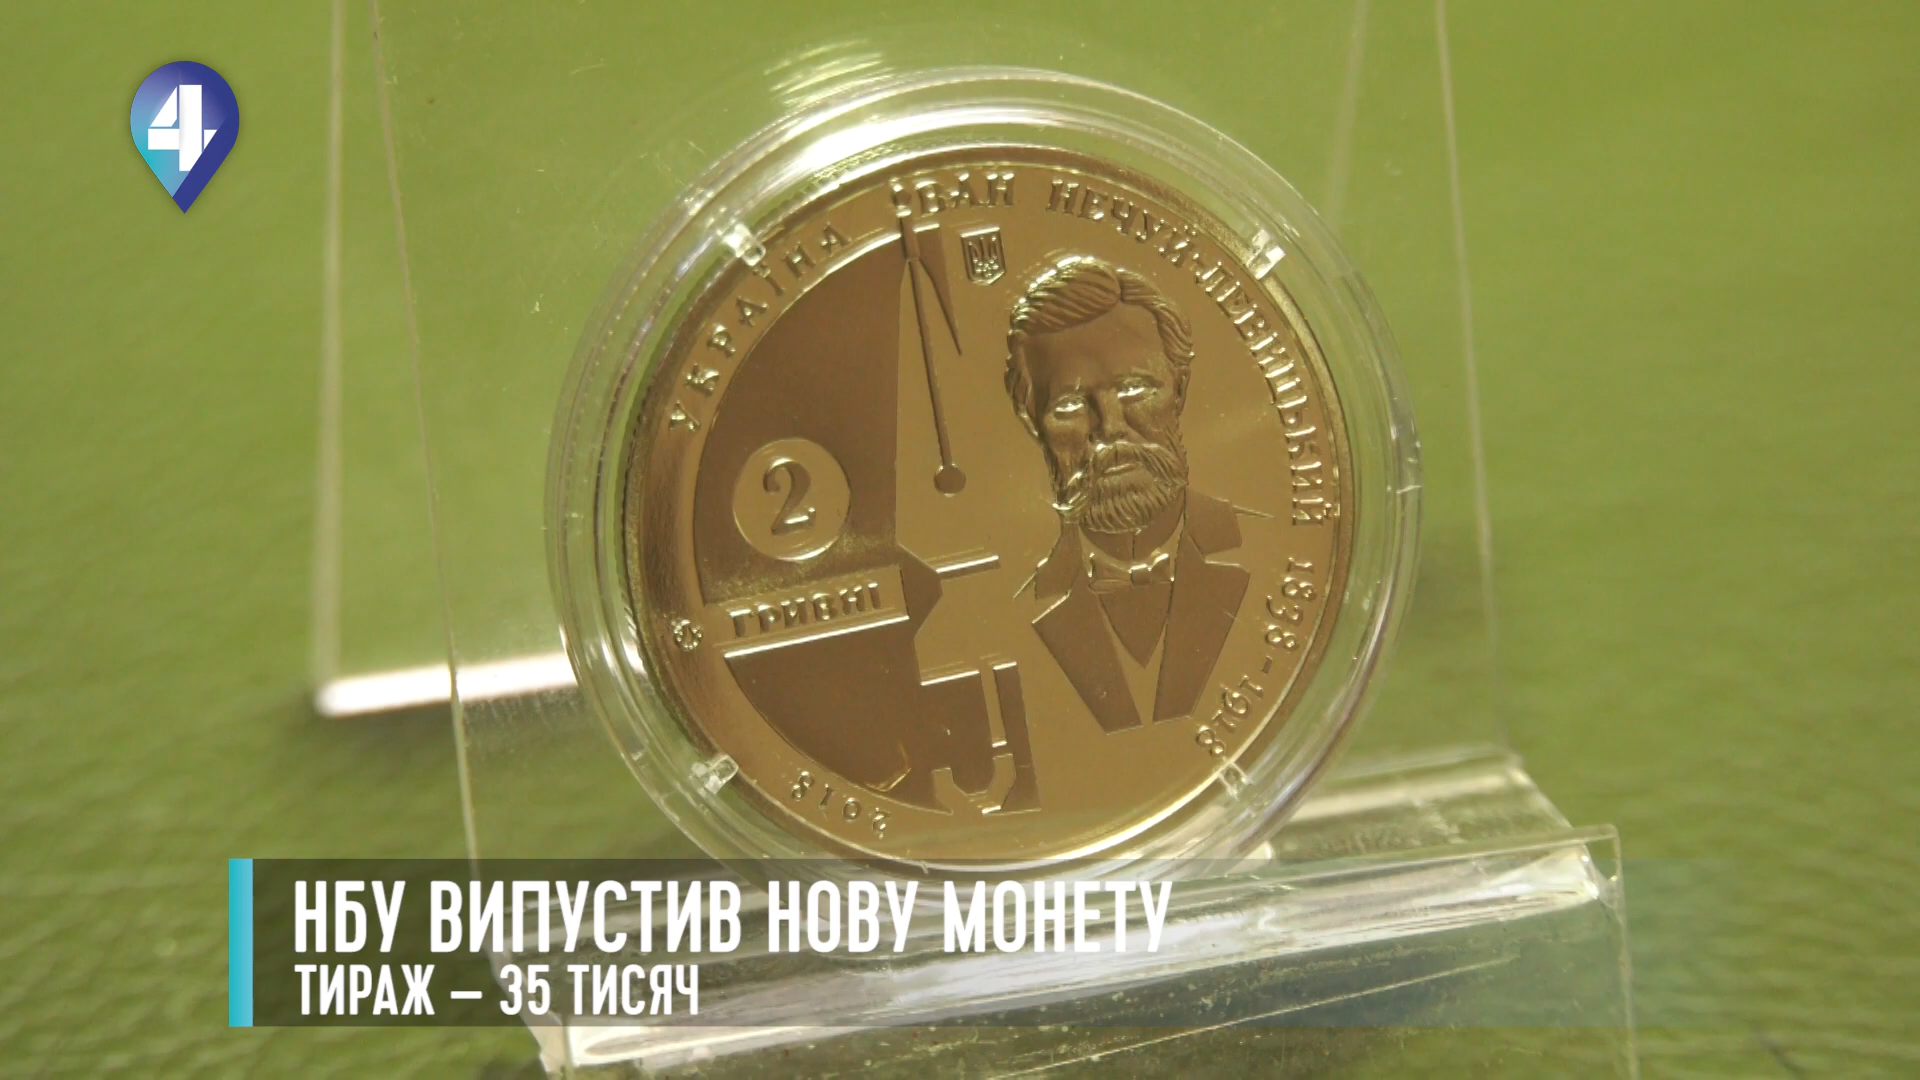 4
УКРАЇНА
ІВАН НЕЧУЙ-ЛЕВИЦЬКИЙ 1838-1918
2
ГРИВНІ
2018
НБУ ВИПУСТИВ НОВУ МОНЕТУ
ТИРАЖ – 35 ТИСЯЧ